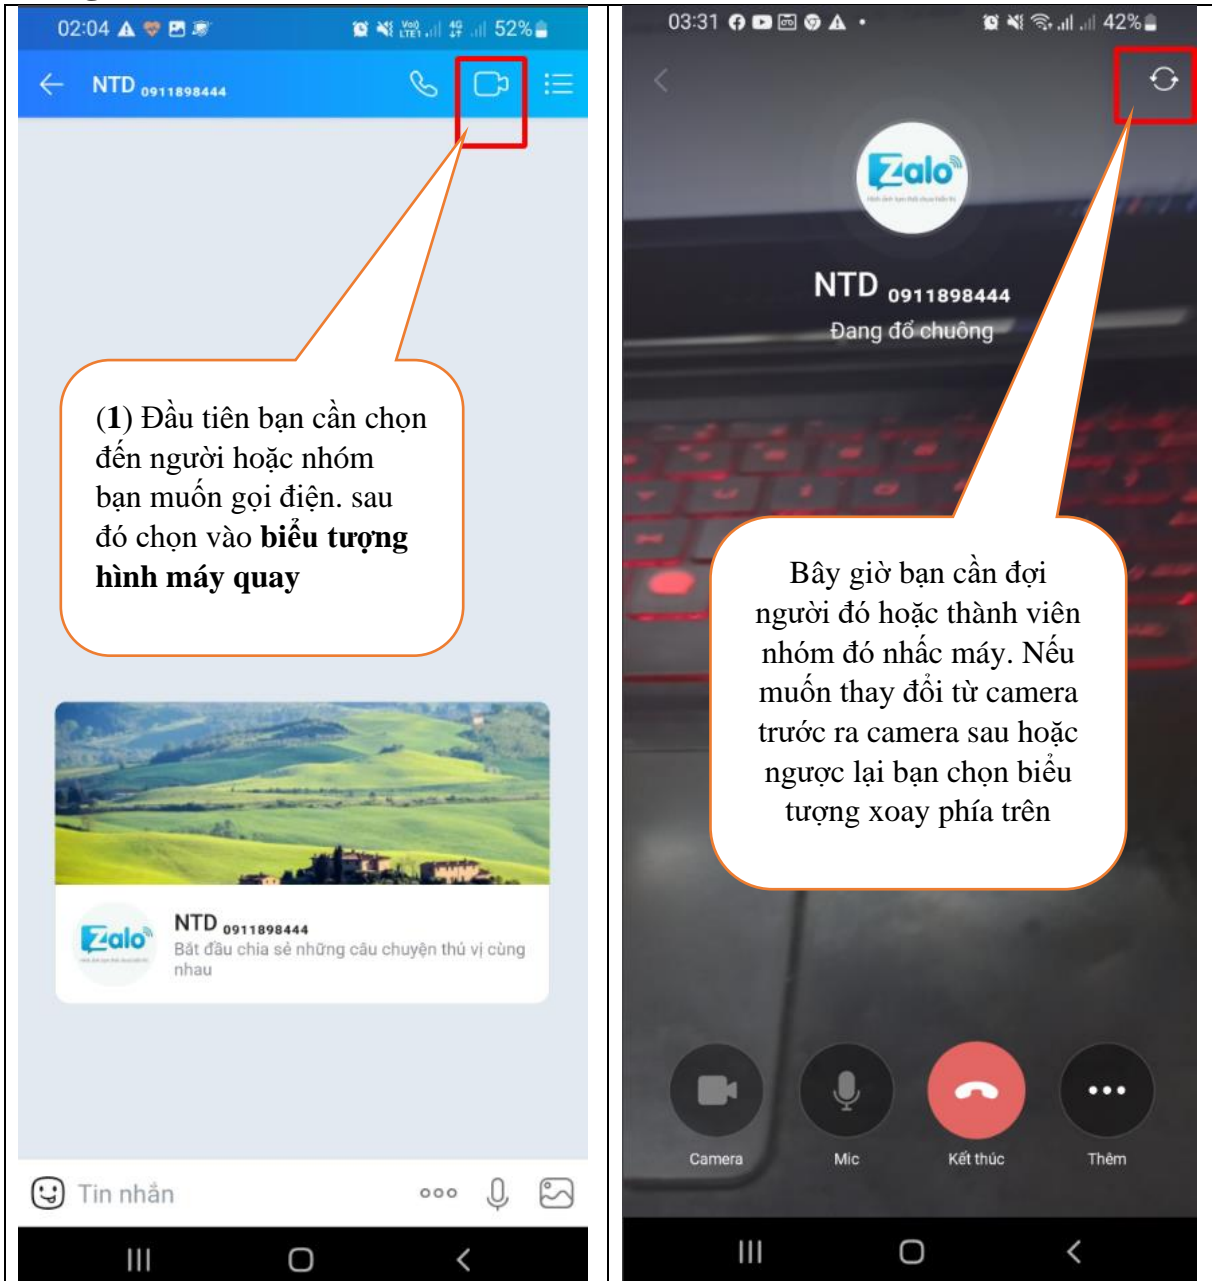 02:04 52%
NTD 0911898444
(1) Đầu tiên bạn cần chọn
đến người hoặc nhóm
bạn muốn gọi điện. sau
đó chọn vào biểu tượng
hình máy quay
Zalo
NTD 0911898444
Bắt đầu chia sẻ những câu chuyện thú vị cùng
nhau
Tin nhắn
03:31 42%
Zalo
NTD 0911898444
Đang đổ chuông
Bây giờ bạn cần đợi
người đó hoặc thành viên
nhóm đó nhấc máy. Nếu
muốn thay đổi từ camera
trước ra camera sau hoặc
ngược lại bạn chọn biểu
tượng xoay phía trên
Camera Mic Kết thúc Thêm